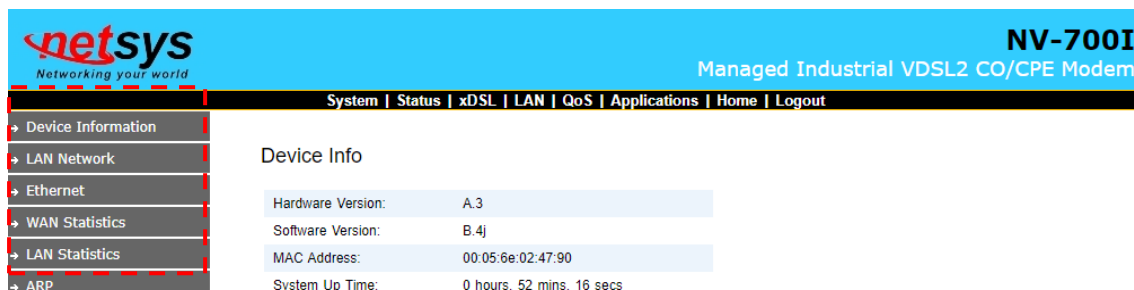 netsys
Networking your world
NV-700I
Managed Industrial VDSL2 CO/CPE Modem
System | Status | xDSL | LAN | QoS | Applications | Home | Logout
Device Information
LAN Network
Ethernet
WAN Statistics
LAN Statistics
ARP
Device Info
Hardware Version: A.3
Software Version: B.4j
MAC Address: 00:05:6e:02:47:90
System Up Time: 0 hours, 52 mins, 16 secs